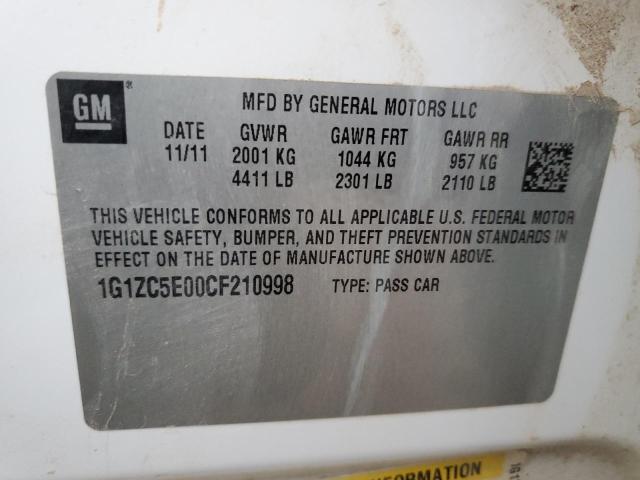 GM
®
MFD BY GENERAL MOTORS LLC
DATE GVWR GAWR FRT GAWR RR
11/11 2001 KG 1044 KG 957 KG
4411 LB 2301 LB 2110 LB
THIS VEHICLE CONFORMS TO ALL APPLICABLE U.S. FEDERAL MOTOR
VEHICLE SAFETY, BUMPER, AND THEFT PREVENTION STANDARDS IN
EFFECT ON THE DATE OF MANUFACTURE SHOWN ABOVE.
1G1ZC5E00CF210998 TYPE: PASS CAR
INFORMATION